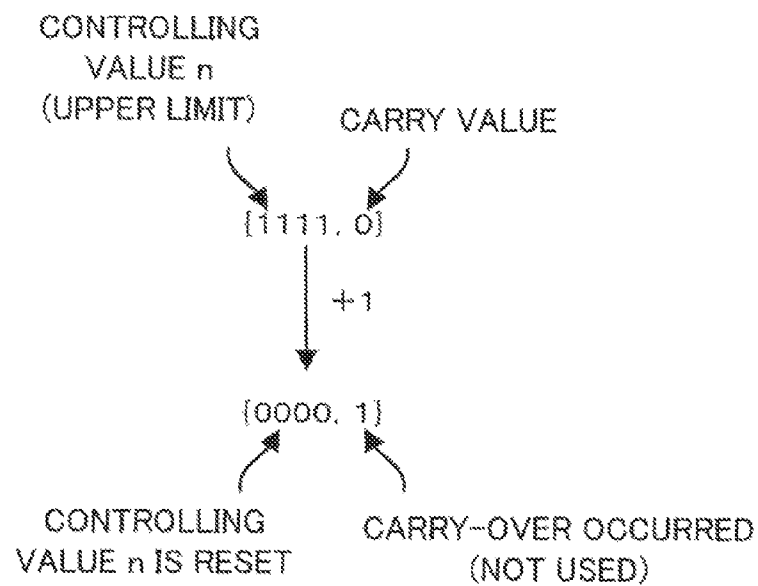 CONTROLLING
VALUE n
(UPPER LIMIT)
CARRY VALUE
{1111, 0}
+1
{0000, 1}
CONTROLLING
VALUE n IS RESET
CARRY-OVER OCCURRED
(NOT USED)